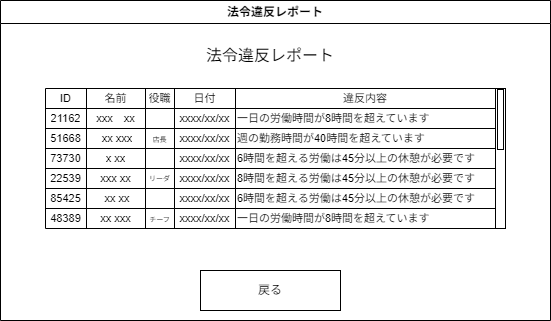 法令違反レポート
法令違反レポート
ID 名前 役職 日付 違反内容
21162 xxx　xx xxxx/xx/xx 一日の労働時間が8時間を超えています
51668 xx xxx 店長 xxxx/xx/xx 週の勤務時間が40時間を超えています
73730 x xx xxxx/xx/xx 6時間を超える労働は45分以上の休憩が必要です
22539 xxx xx リーダ xxxx/xx/xx 8時間を超える労働は45分以上の休憩が必要です
85425 xx xx xxxx/xx/xx 6時間を超える労働は45分以上の休憩が必要です
48389 xx xxx チーフ xxxx/xx/xx 一日の労働時間が8時間を超えています
戻る